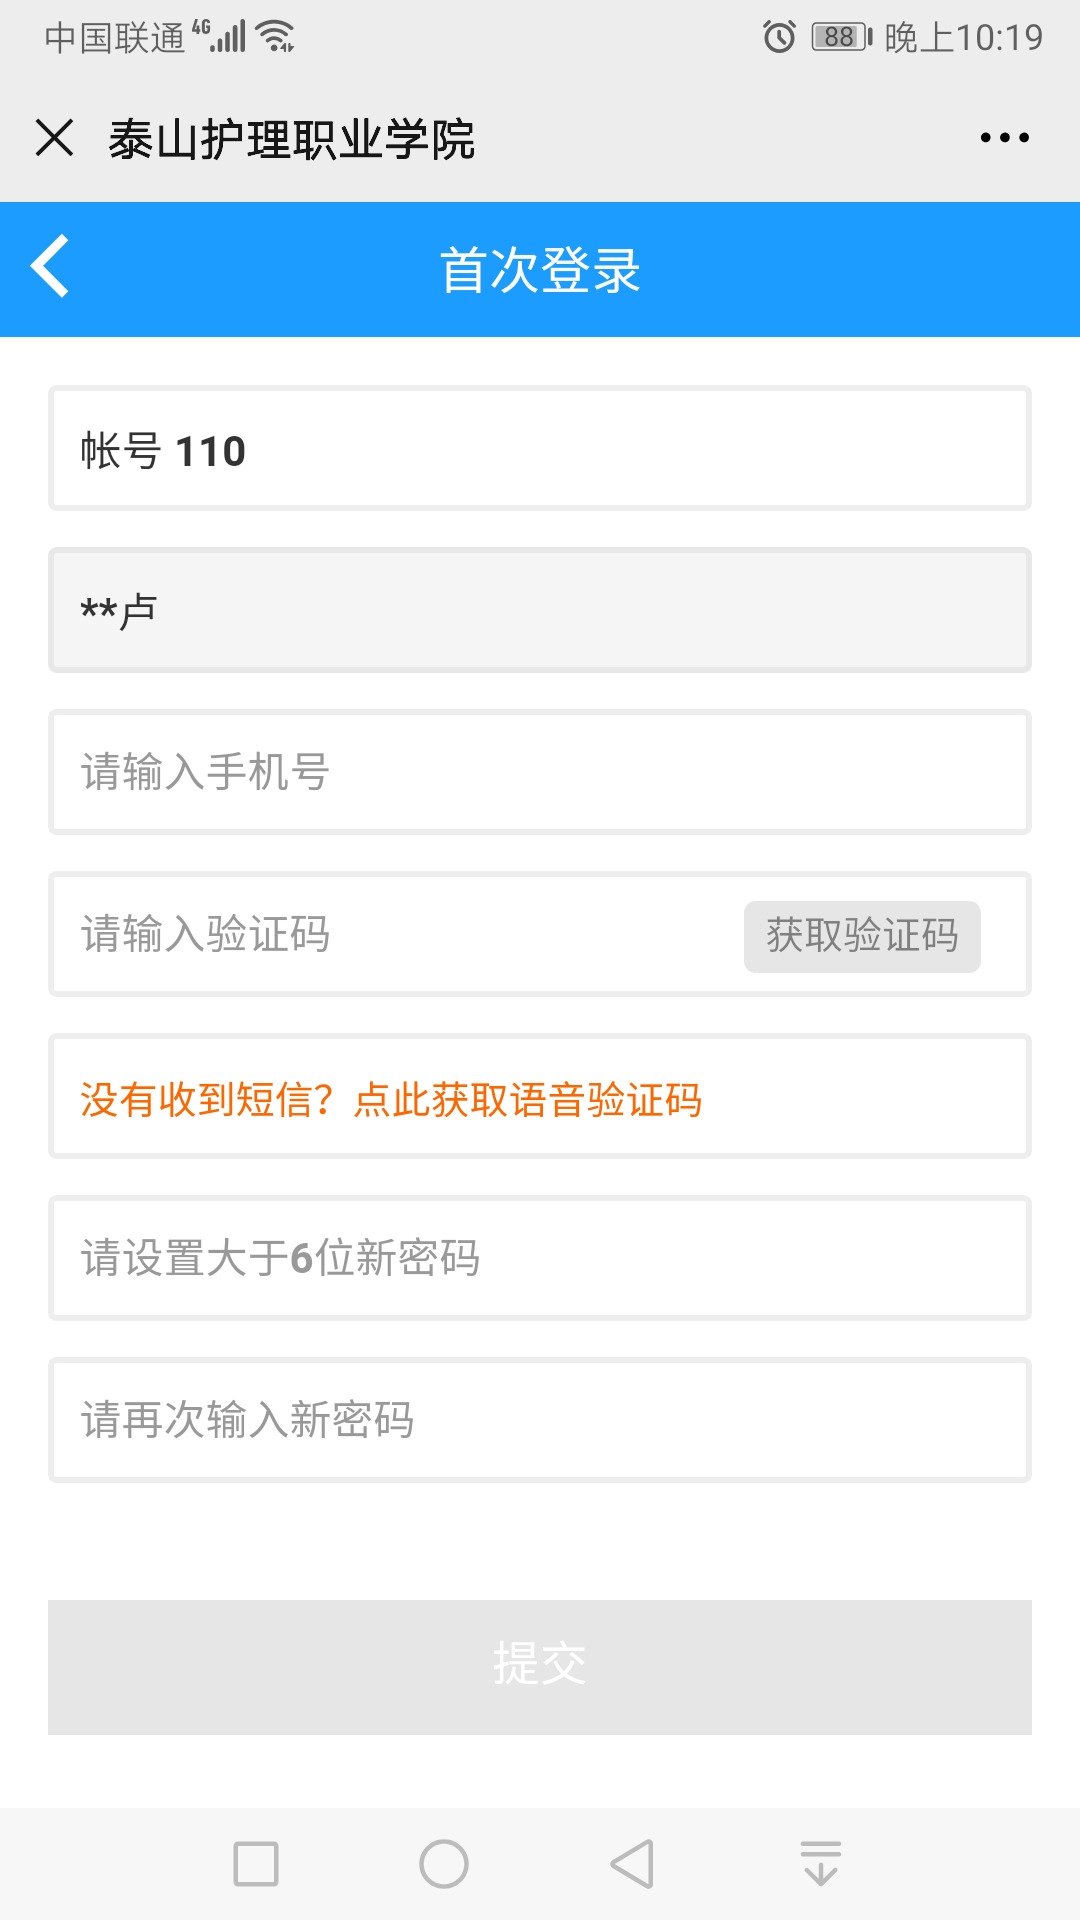 中国联通 4G 88 晚上10:19
泰山护理职业学院
首次登录
帐号 110
**卢
请输入手机号
请输入验证码 获取验证码
没有收到短信？点此获取语音验证码
请设置大于6位新密码
请再次输入新密码
提交